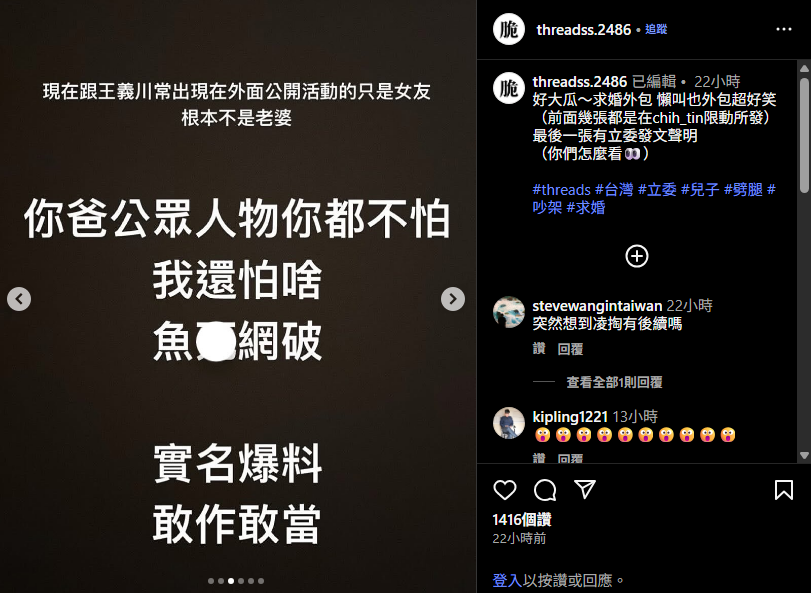 現在跟王義川常出現在外面公開活動的只是女友
根本不是老婆
你爸公眾人物你都不怕
我還怕啥
魚 網破
實名爆料
敢作敢當
脆
threadss.2486 • 追蹤
脆
threadss.2486 已編輯 • 22小時
好大瓜～求婚外包 懶叫也外包超好笑
（前面幾張都是在chih_tin限動所發）
最後一張有立委發文聲明
（你們怎麼看👀）
#threads #台灣 #立委 #兒子 #劈腿 #
吵架 #求婚
stevewangintaiwan 22小時
突然想到凌掏有後續嗎
讚 回覆
查看全部1則回覆
kipling1221 13小時
😲😲😲😲😲😲😲😲😲😲
讚 回覆
1416個讚
22小時前
登入以按讚或回應。